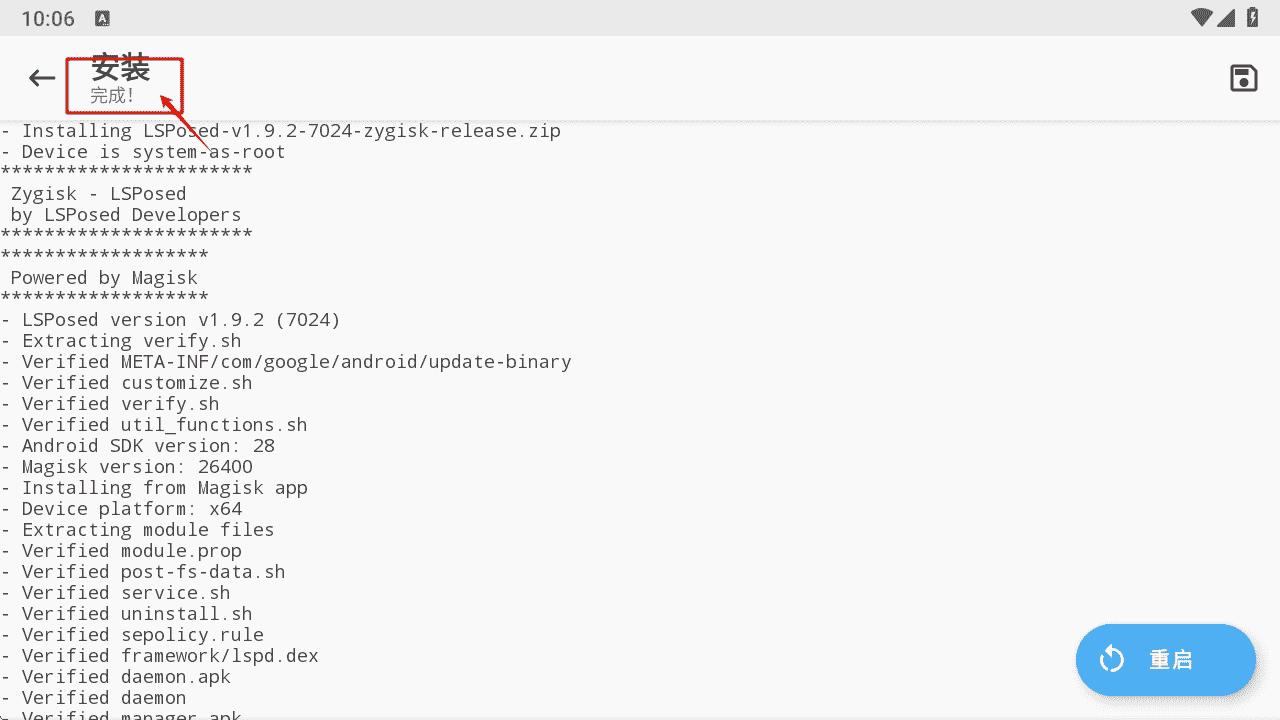 10:06 A
安装
完成！
- Installing LSPosed-v1.9.2-7024-zygisk-release.zip
- Device is system-as-root
***********************
Zygisk - LSPosed
by LSPosed Developers
***********************
*******************
Powered by Magisk
*******************
- LSPosed version v1.9.2 (7024)
- Extracting verify.sh
- Verified META-INF/com/google/android/update-binary
- Verified customize.sh
- Verified verify.sh
- Verified util_functions.sh
- Android SDK version: 28
- Magisk version: 26400
- Installing from Magisk app
- Device platform: x64
- Extracting module files
- Verified module.prop
- Verified post-fs-data.sh
- Verified service.sh
- Verified uninstall.sh
- Verified sepolicy.rule
- Verified framework/lspd.dex
- Verified daemon.apk
- Verified daemon
- Verified manager.apk
重启